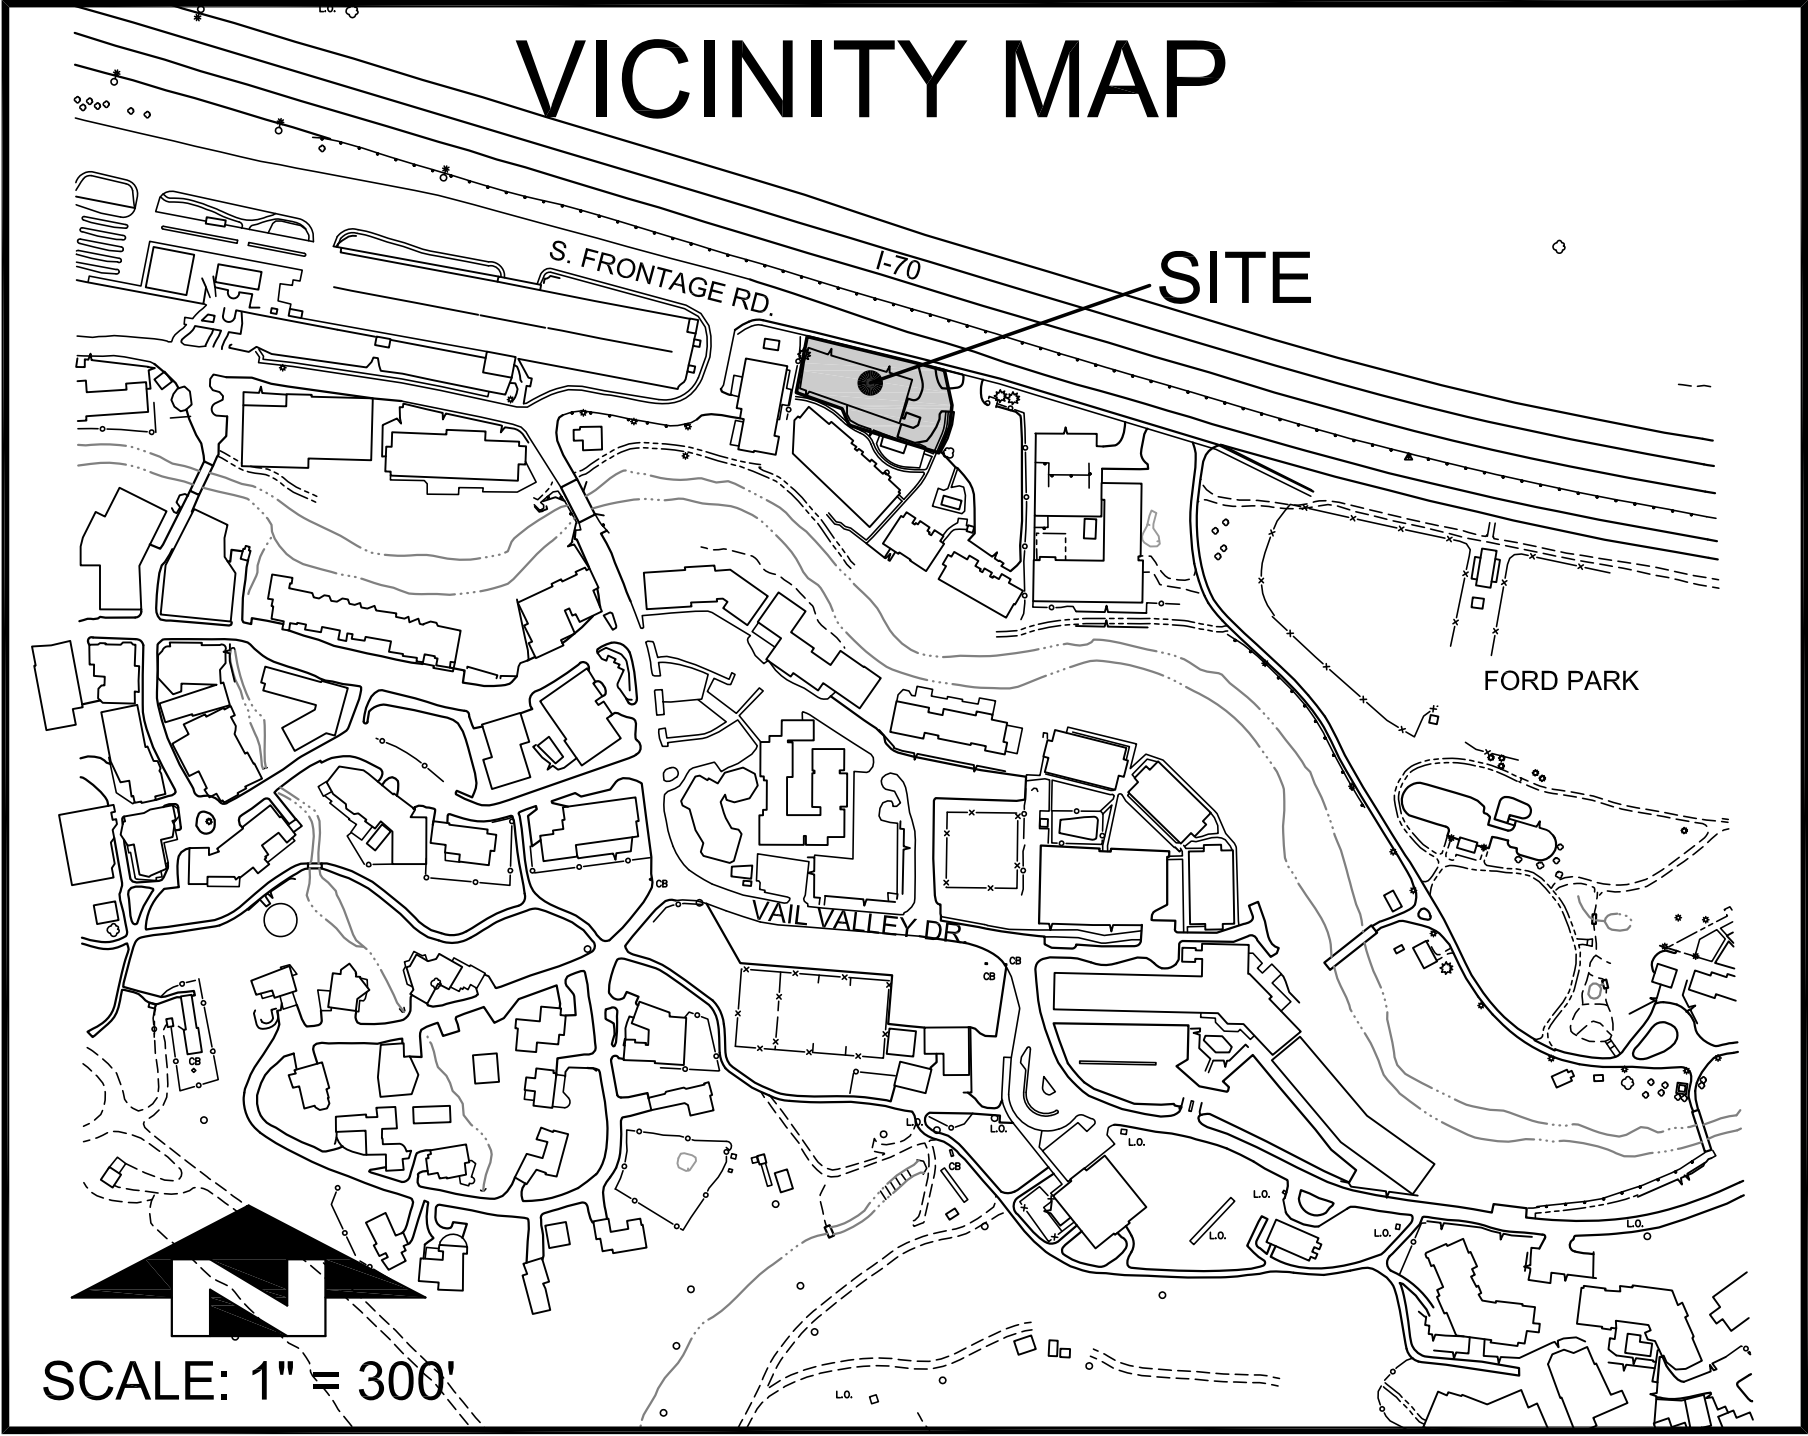 L.O.
VICINITY MAP
S. FRONTAGE RD.
I-70
SITE
FORD PARK
CB
VAIL VALLEY DR.
CB
CB
CB
L.O.
L.O.
L.O.
CB
L.O.
L.O.
L.O.
L.O.
N
SCALE: 1" = 300'
L.O.